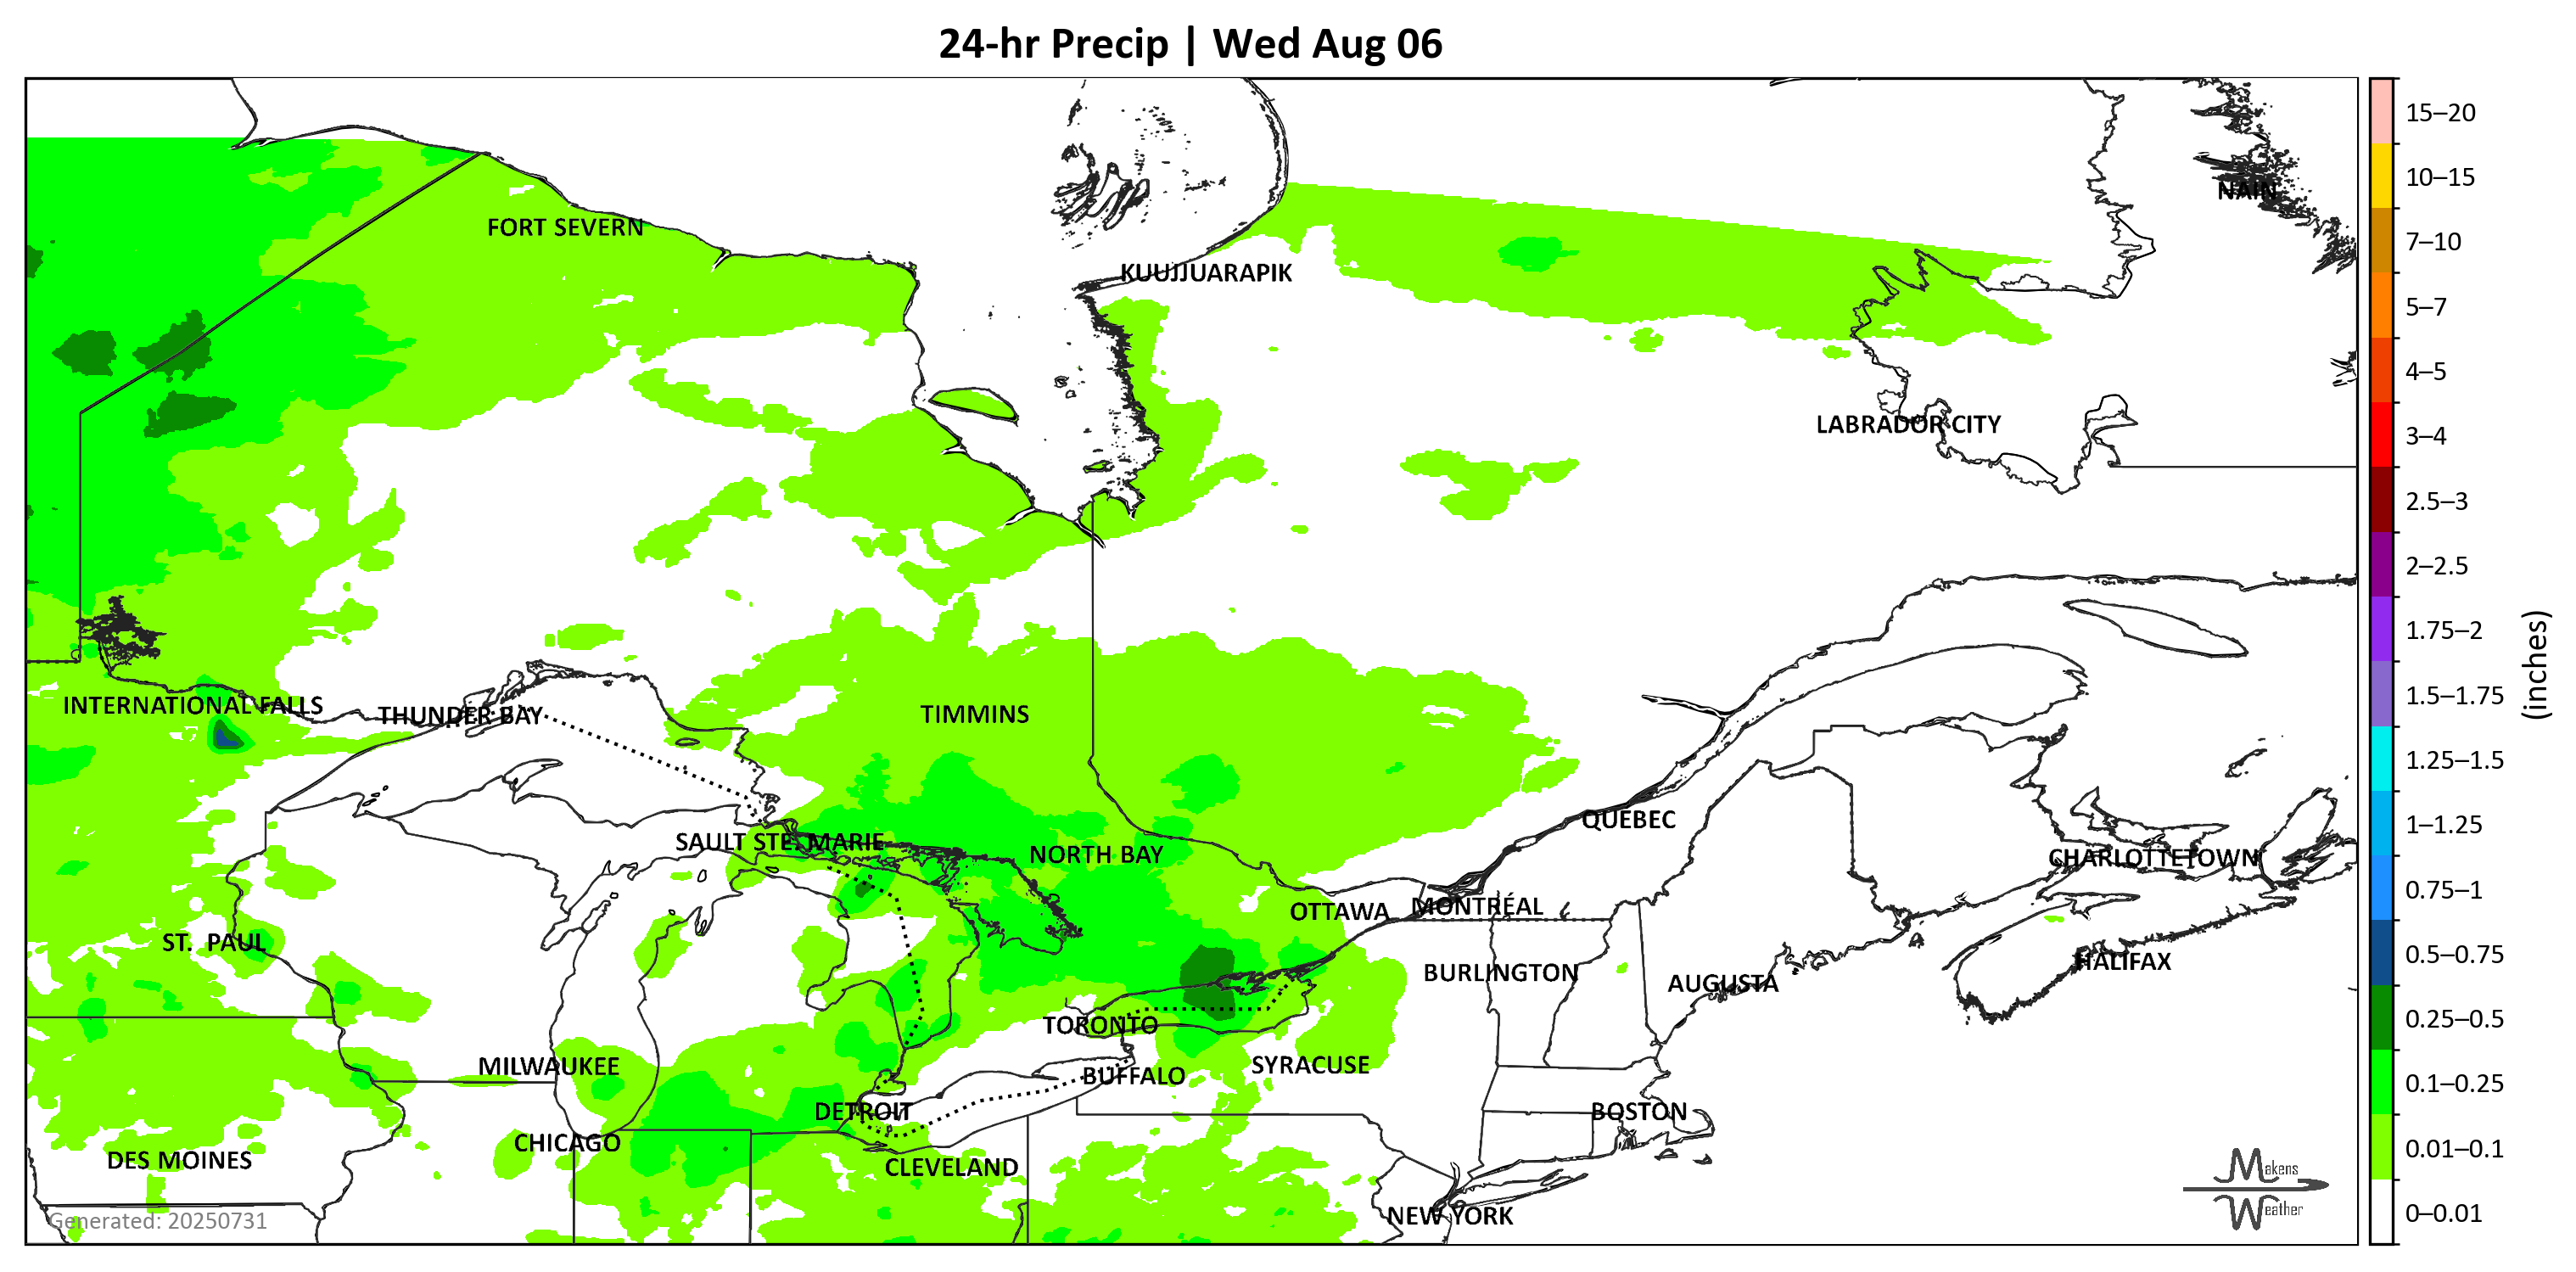 24-hr Precip | Wed Aug 06
15–20
NAIN
10–15
FORT SEVERN
7–10
KUUJJUARAPIK
5–7
4–5
LABRADOR CITY
3–4
2.5–3
2–2.5
1.75–2
(inches)
INTERNATIONAL FALLS
THUNDER BAY
TIMMINS
1.5–1.75
1.25–1.5
QUEBEC
1–1.25
SAULT STE. MARIE
NORTH BAY
CHARLOTTETOWN
0.75–1
OTTAWA
MONTRÉAL
ST. PAUL
BURLINGTON
AUGUSTA
HALIFAX
0.5–0.75
TORONTO
0.25–0.5
MILWAUKEE
SYRACUSE
BUFFALO
0.1–0.25
DETROIT
BOSTON
CHICAGO
0.01–0.1
DES MOINES
CLEVELAND
Makens
Weather
NEW YORK
0–0.01
Generated: 20250731